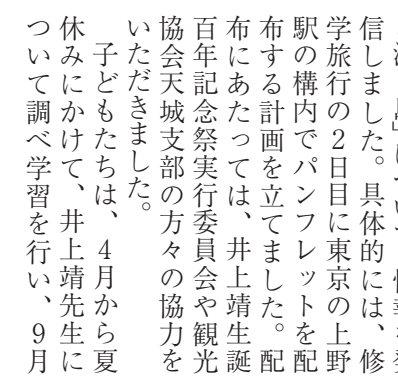 信しました。具体的には、修
学旅行の2日目に東京の上野
駅の構内でパンフレットを配
布する計画を立てました。配
布にあたっては、井上靖生誕
百年記念祭実行委員会や観光
協会天城支部の方々の協力を
いただきました。
子どもたちは、4月から夏
休みにかけて、井上靖先生に
ついて調べ学習を行い、9月